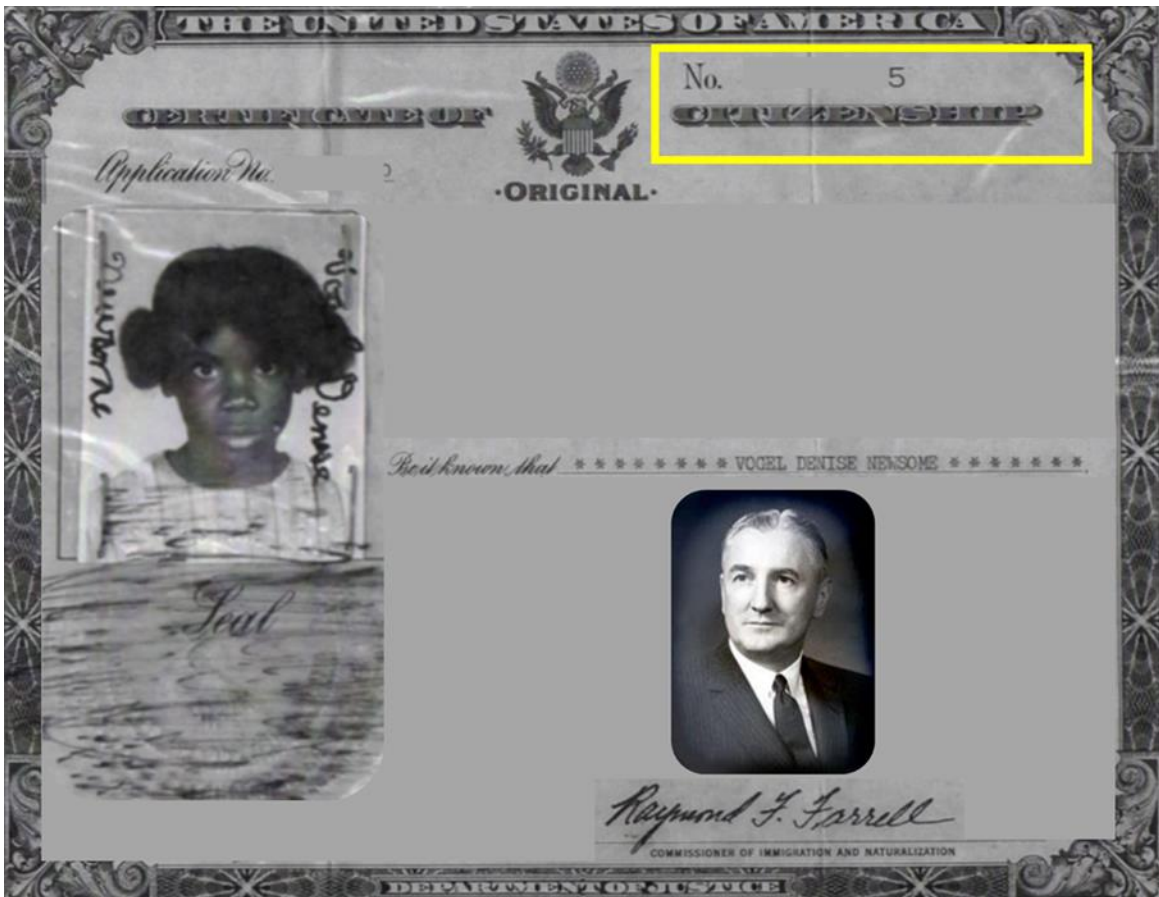 THE UNITED STATES OF AMERICA
No. 5
CERTIFICATE OF CITIZENSHIP
Application No.
·ORIGINAL·
Vogel Denise
Newsome
Be it known that ******** VOGEL DENISE NEWSOME *******
Seal
Raymond F. Farrell
COMMISSIONER OF IMMIGRATION AND NATURALIZATION
DEPARTMENT OF JUSTICE